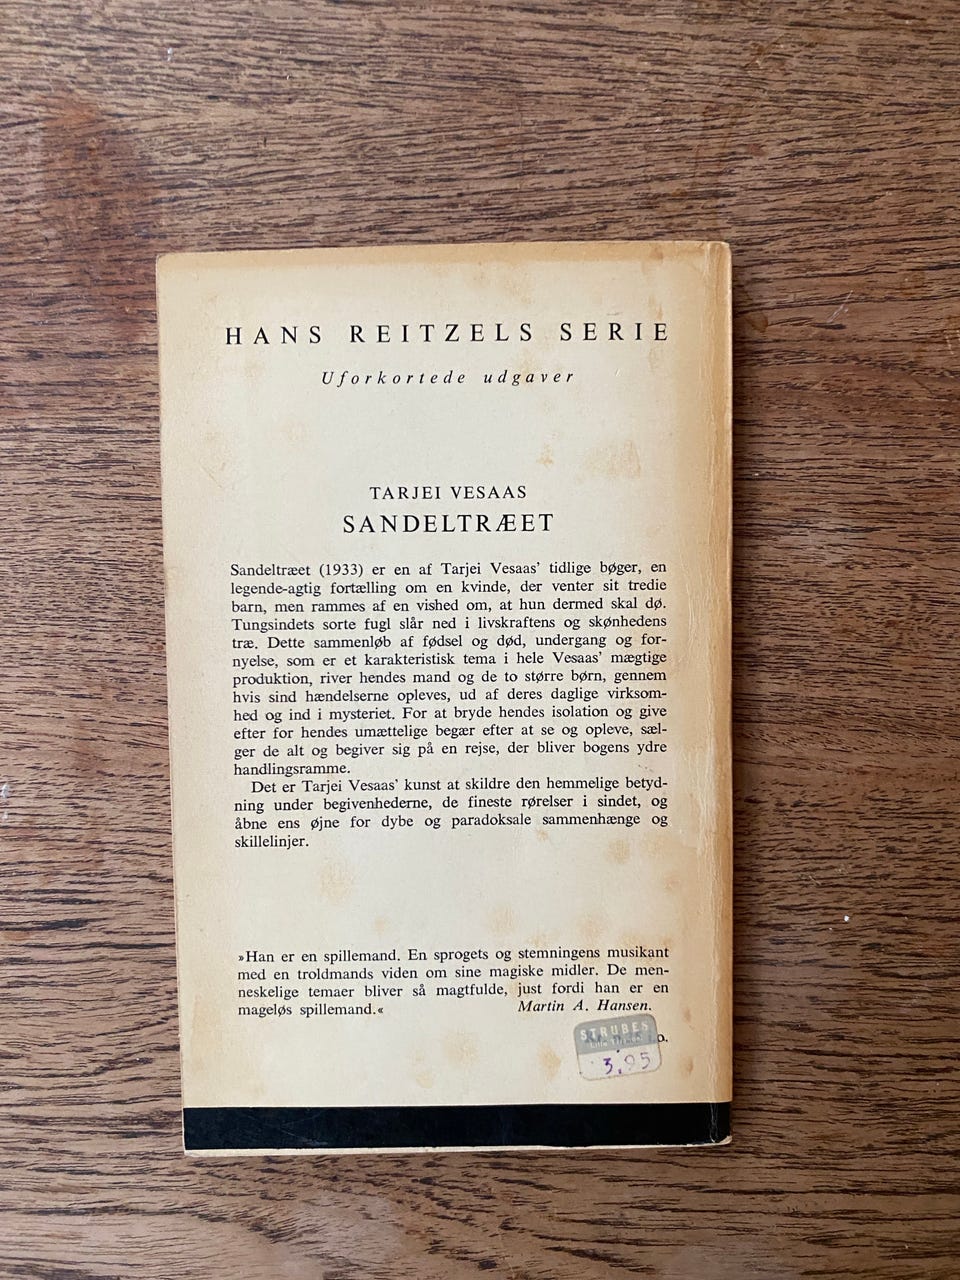 HANS REITZELS SERIE
Uforkortede udgaver
TARJEI VESAAS
SANDELTRÆET
Sandeltræet (1933) er en af Tarjei Vesaas' tidlige bøger, en
legende-agtig fortælling om en kvinde, der venter sit tredie
barn, men rammes af en vished om, at hun dermed skal dø.
Tungsindets sorte fugl slår ned i livskraftens og skønhedens
træ. Dette sammenløb af fødsel og død, undergang og for-
nyelse, som er et karakteristisk tema i hele Vesaas' mægtige
produktion, river hendes mand og de to større børn, gennem
hvis sind hændelserne opleves, ud af deres daglige virksom-
hed og ind i mysteriet. For at bryde hendes isolation og give
efter for hendes umættelige begær efter at se og opleve, sæl-
ger de alt og begiver sig på en rejse, der bliver bogens ydre
handlingsramme.
Det er Tarjei Vesaas' kunst at skildre den hemmelige betyd-
ning under begivenhederne, de fineste rørelser i sindet, og
åbne ens øjne for dybe og paradoksale sammenhænge og
skillelinjer.
»Han er en spillemand. En sprogets og stemningens musikant
med en troldmands viden om sine magiske midler. De men-
neskelige temaer bliver så magtfulde, just fordi han er en
mageløs spillemand.« Martin A. Hansen.
STRUBES
3.95